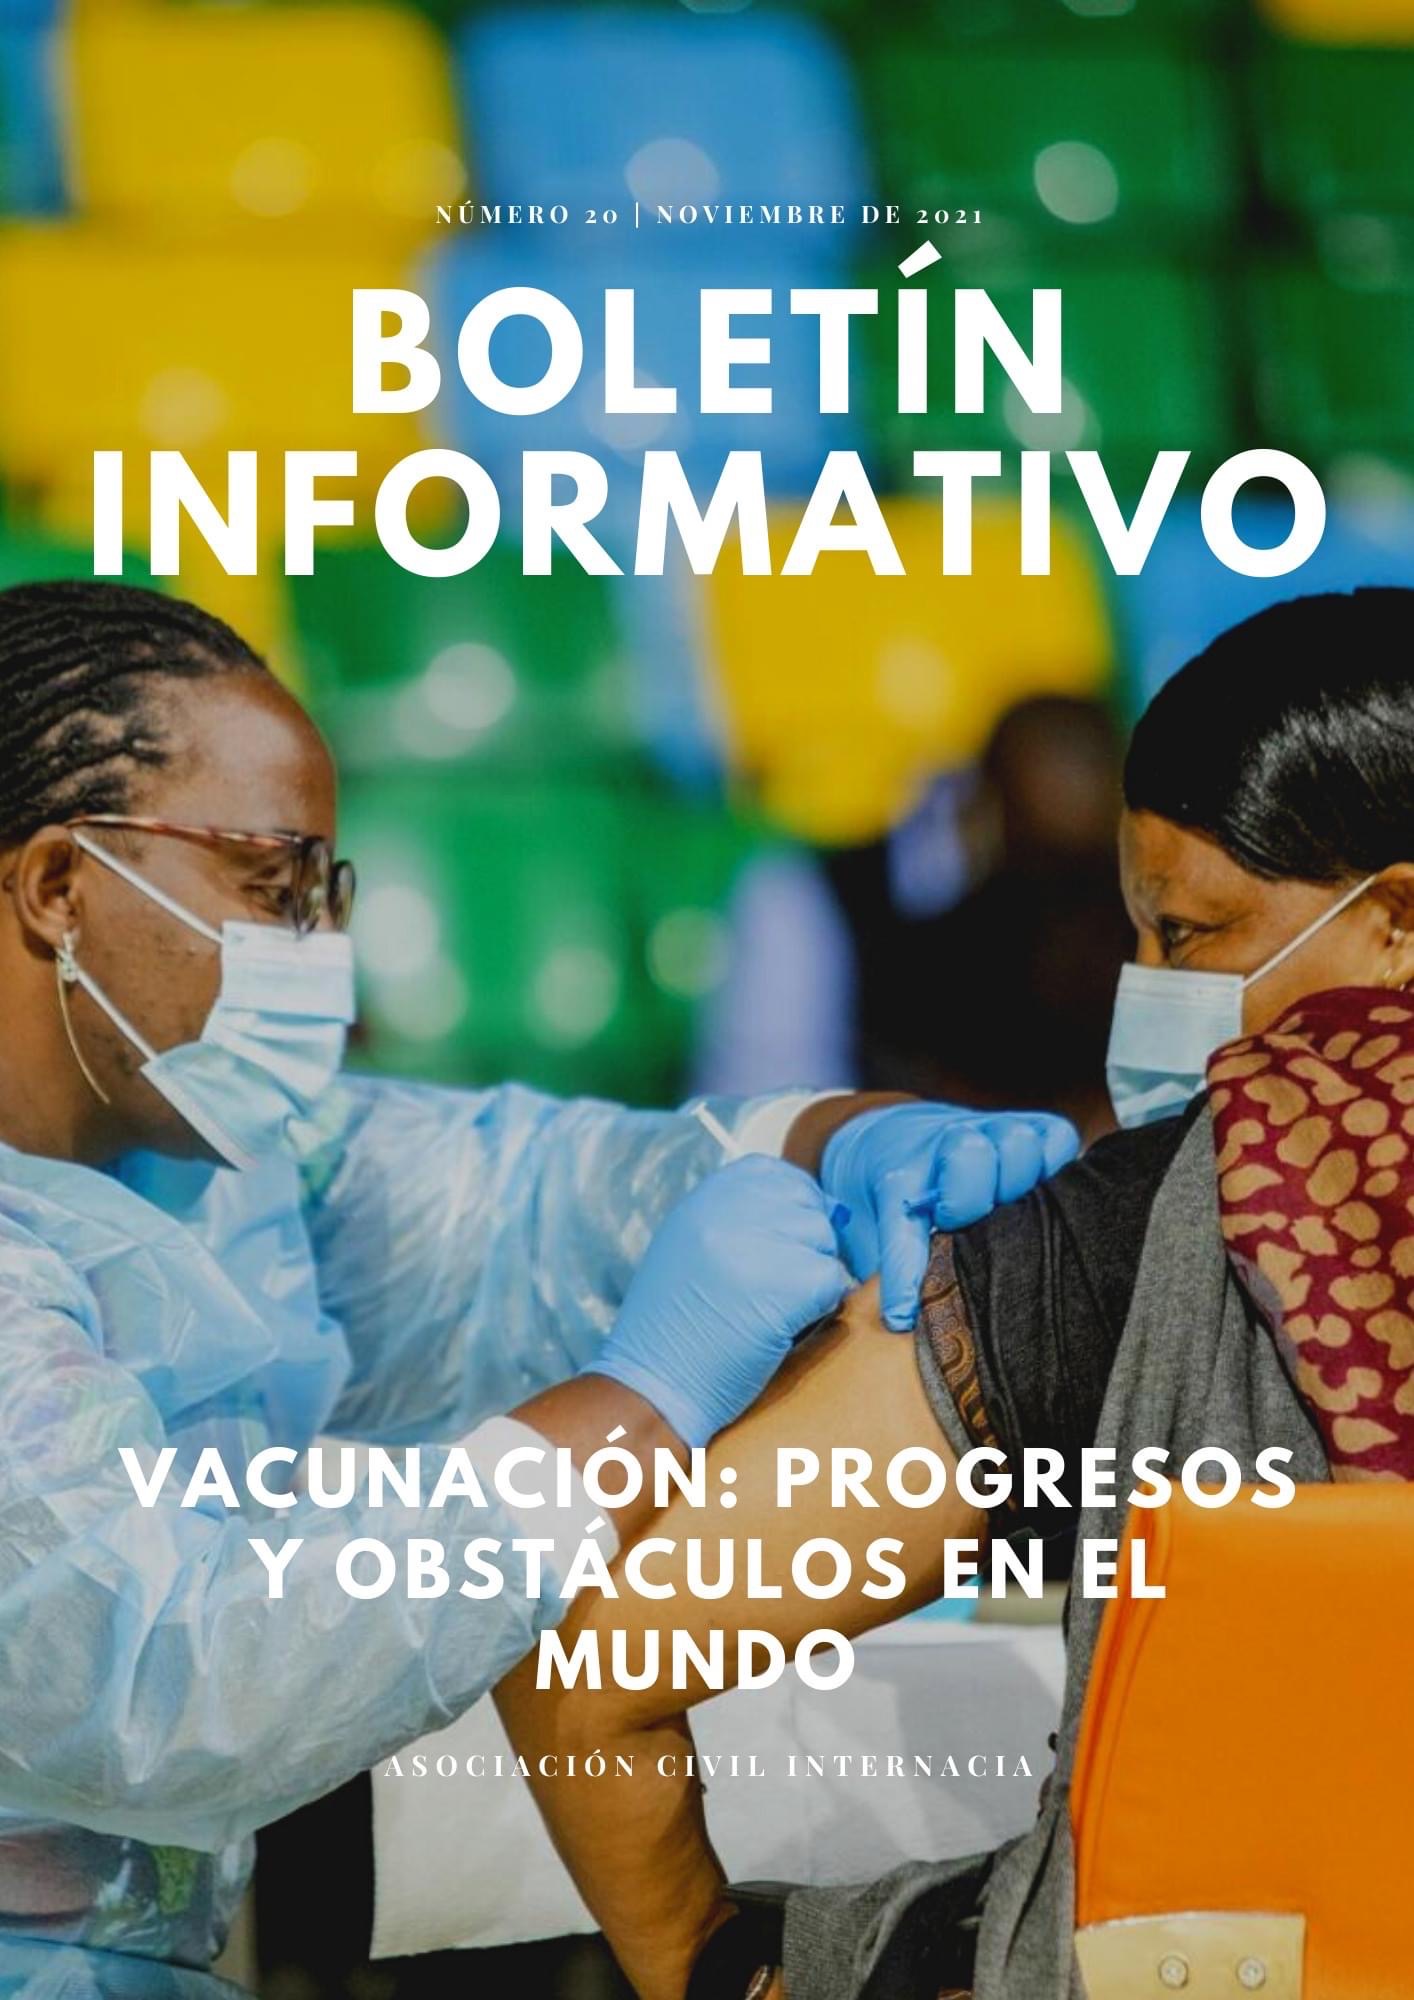 NÚMERO 20 | NOVIEMBRE DE 2021
BOLETÍN
INFORMATIVO
VACUNACIÓN: PROGRESOS
Y OBSTÁCULOS EN EL
MUNDO
ASOCIACIÓN CIVIL INTERNACIA